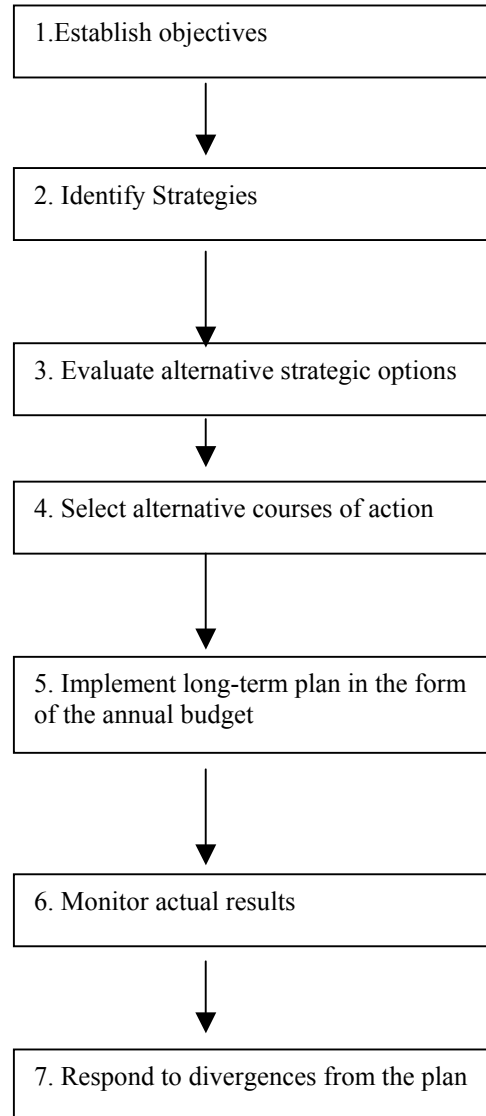 1.Establish objectives
2. Identify Strategies
3. Evaluate alternative strategic options
4. Select alternative courses of action
5. Implement long-term plan in the form
of the annual budget
6. Monitor actual results
7. Respond to divergences from the plan